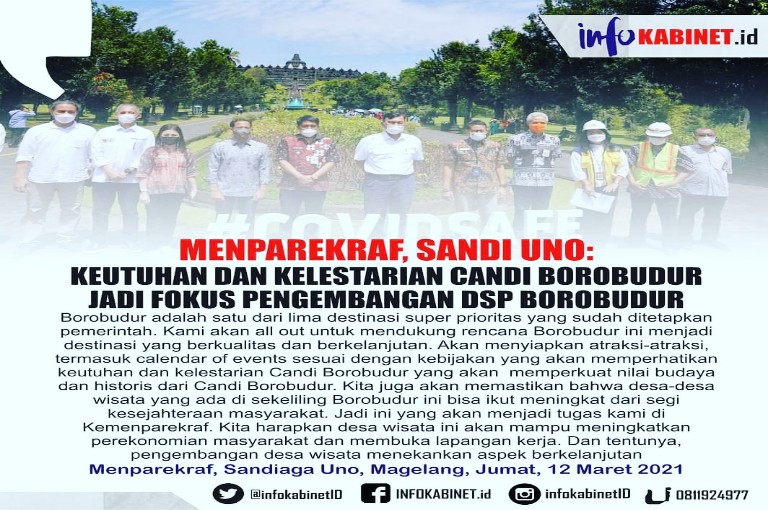 info KABINET.id
#COVIDSAFE
MENPAREKRAF, SANDI UNO:
KEUTUHAN DAN KELESTARIAN CANDI BOROBUDUR
JADI FOKUS PENGEMBANGAN DSP BOROBUDUR
Borobudur adalah satu dari lima destinasi super prioritas yang sudah ditetapkan
pemerintah. Kami akan all out untuk mendukung rencana Borobudur ini menjadi
destinasi yang berkualitas dan berkelanjutan. Akan menyiapkan atraksi-atraksi,
termasuk calendar of events sesuai dengan kebijakan yang akan memperhatikan
keutuhan dan kelestarian Candi Borobudur yang akan memperkuat nilai budaya
dan historis dari Candi Borobudur. Kita juga akan memastikan bahwa desa-desa
wisata yang ada di sekeliling Borobudur ini bisa ikut meningkat dari segi
kesejahteraan masyarakat. Jadi ini yang akan menjadi tugas kami di
Kemenparekraf. Kita harapkan desa wisata ini akan mampu meningkatkan
perekonomian masyarakat dan membuka lapangan kerja. Dan tentunya,
pengembangan desa wisata menekankan aspek berkelanjutan
Menparekraf, Sandiaga Uno, Magelang, Jumat, 12 Maret 2021
@infokabinetID INFOKABINET.id infokabinetID 0811924977